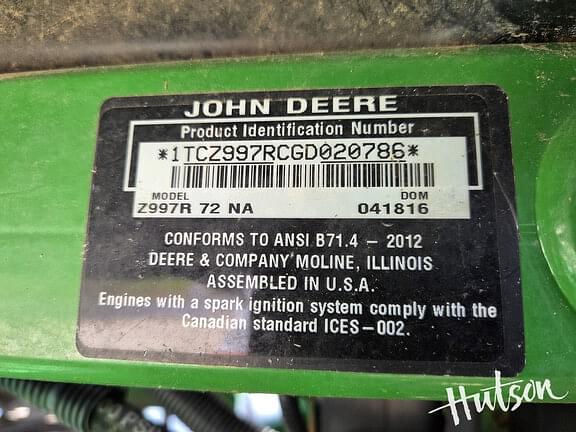 JOHN DEERE
Product Identification Number
*1TCZ997RCGD020786*
MODEL DOM
Z997R 72 NA 041816
CONFORMS TO ANSI B71.4 - 2012
DEERE & COMPANY MOLINE, ILLINOIS
ASSEMBLED IN U.S.A.
Engines with a spark ignition system comply with the
Canadian standard ICES-002.
Hutson